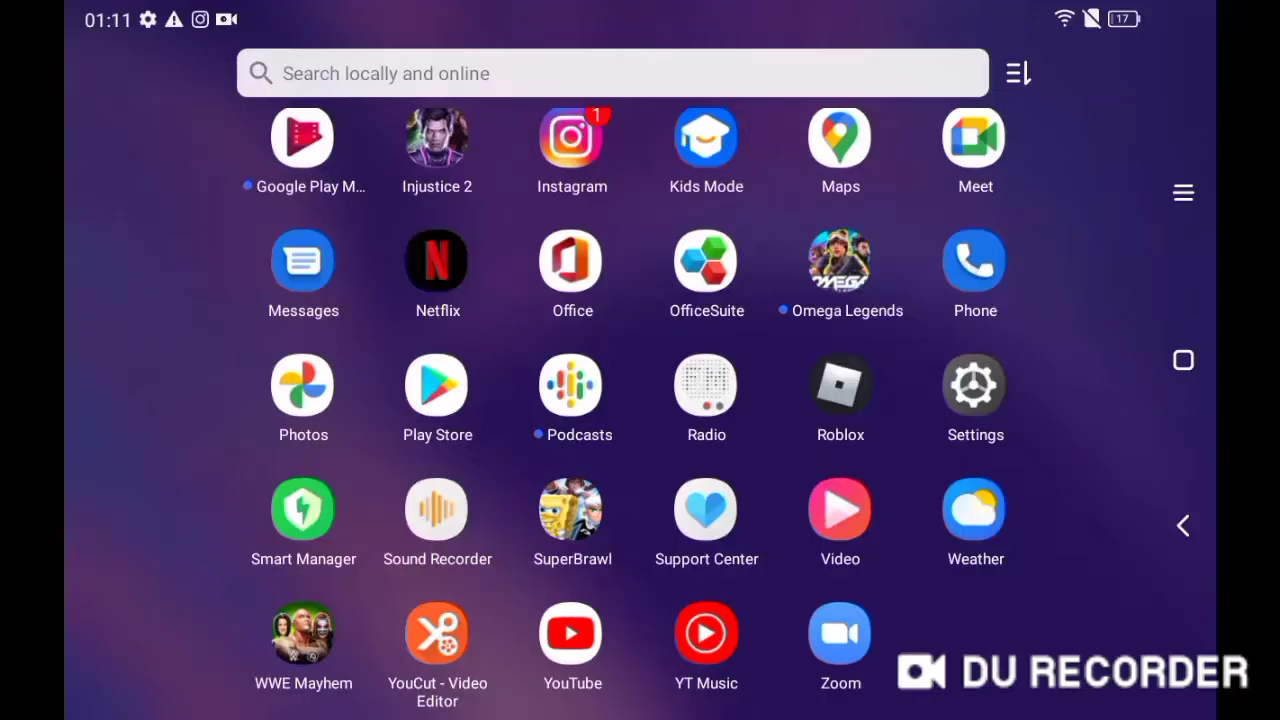 01:11
17
Search locally and online
1
Google Play M... Injustice 2 Instagram Kids Mode Maps Meet
OMEGA
Messages Netflix Office OfficeSuite Omega Legends Phone
Photos Play Store Podcasts Radio Roblox Settings
Smart Manager Sound Recorder SuperBrawl Support Center Video Weather
WWE Mayhem YouCut - Video Editor YouTube YT Music Zoom
DU RECORDER